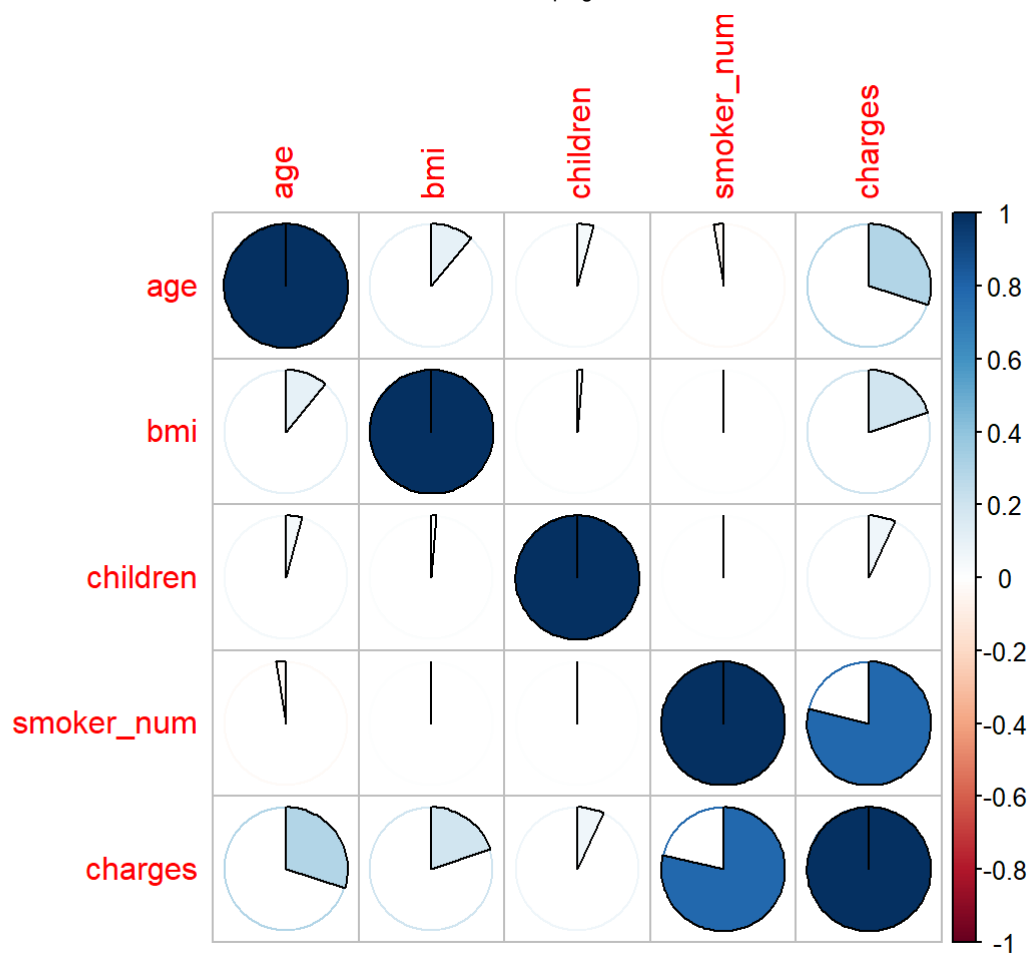 age
bmi
children
smoker_num
charges
age
bmi
children
smoker_num
charges
1
0.8
0.6
0.4
0.2
0
-0.2
-0.4
-0.6
-0.8
-1